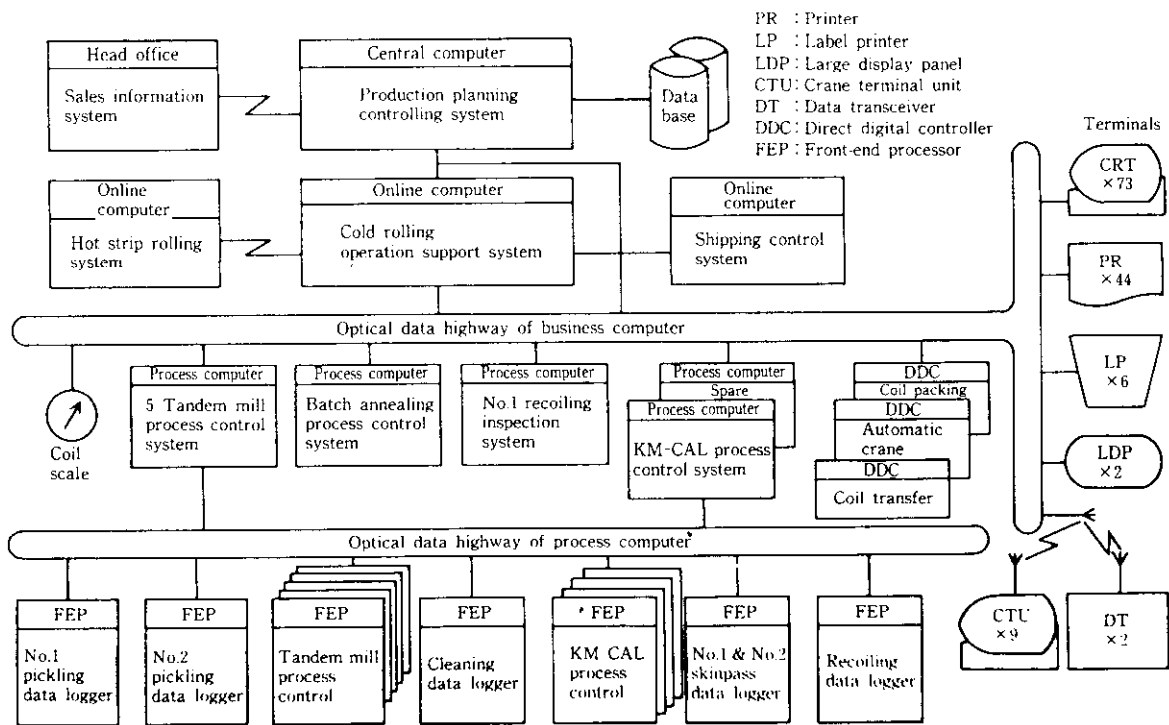 PR : Printer
LP : Label printer
LDP : Large display panel
CTU : Crane terminal unit
DT : Data transceiver
DDC : Direct digital controller
FEP : Front-end processor
Head office
Sales information
system
Central computer
Production planning
controlling system
Data
base
Terminals
CRT
×73
Online
computer
Hot strip rolling
system
Online computer
Cold rolling
operation support system
Online
computer
Shipping control
system
PR
×44
Optical data highway of business computer
LP
×6
Coil
scale
Process computer
5 Tandem mill
process control
system
Process computer
Batch annealing
process control
system
Process computer
No.1 recoiling
inspection
system
Process computer
Spare
Process computer
KM-CAL process
control system
DDC
Coil packing
DDC
Automatic
crane
DDC
Coil transfer
LDP
×2
Optical data highway of process computer
FEP
No.1
pickling
data logger
FEP
No.2
pickling
data logger
FEP
Tandem mill
process
control
FEP
Cleaning
data logger
FEP
KM CAL
process
control
FEP
No.1 & No.2
skinpass
data logger
FEP
Recoiling
data logger
CTU
×9
DT
×2